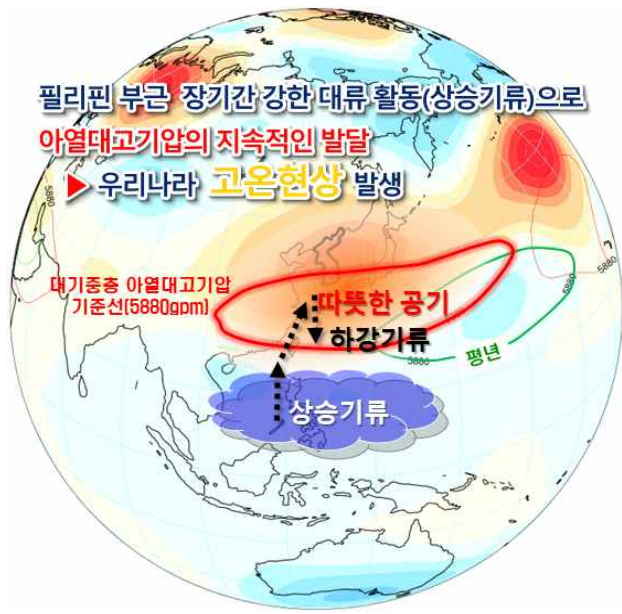 필리핀 부근 장기간 강한 대류 활동(상승기류)으로
아열대고기압의 지속적인 발달
▶ 우리나라 고온현상 발생
5880
5880
5880
대기중층 아열대고기압
기준선(5880gpm)
따뜻한 공기
하강기류
5880
평년
상승기류